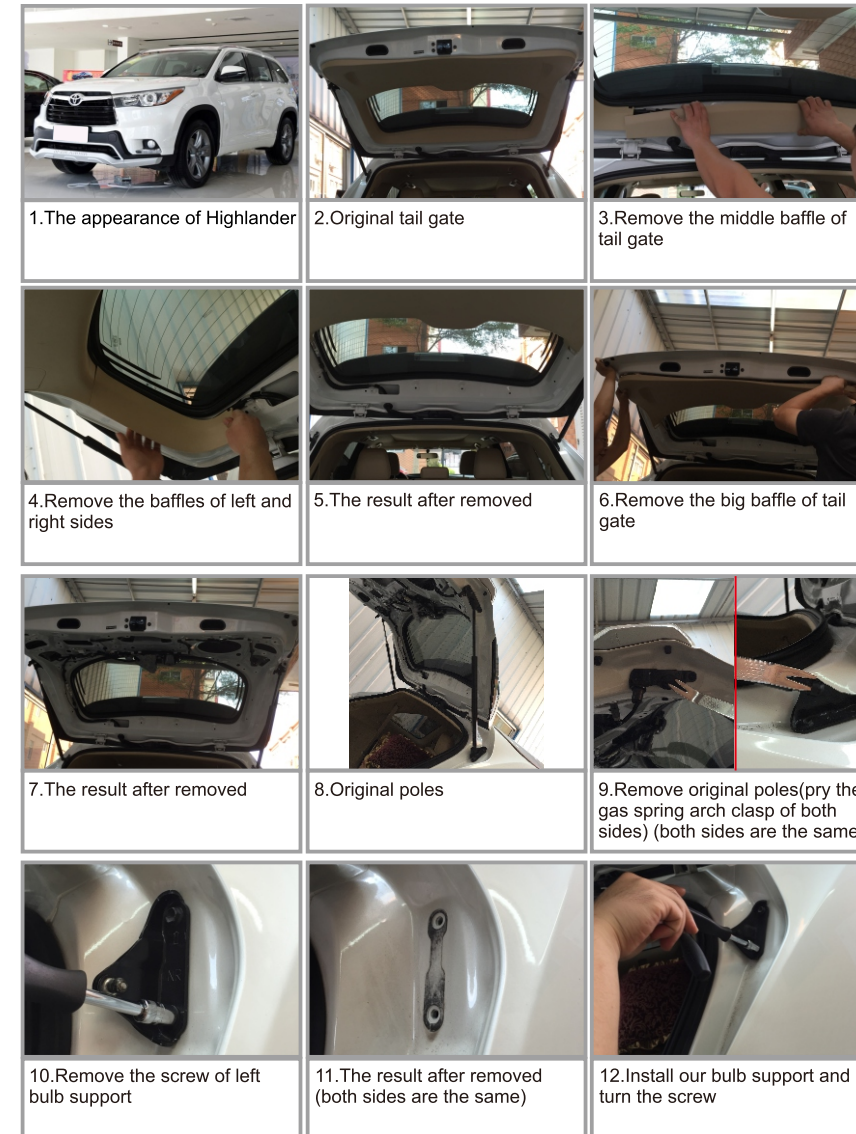 1.The appearance of Highlander
2.Original tail gate
3.Remove the middle baffle of
tail gate
4.Remove the baffles of left and
right sides
5.The result after removed
6.Remove the big baffle of tail
gate
7.The result after removed
8.Original poles
9.Remove original poles(pry the
gas spring arch clasp of both
sides) (both sides are the same
10.Remove the screw of left
bulb support
11.The result after removed
(both sides are the same)
12.Install our bulb support and
turn the screw